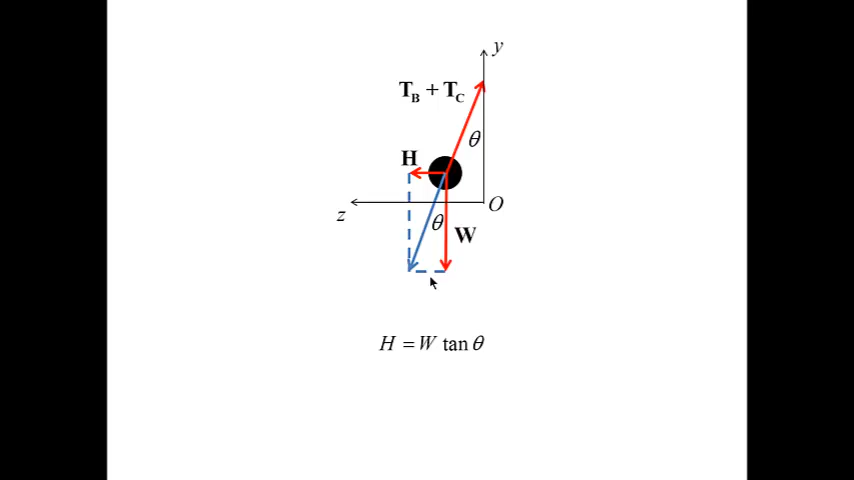 y
T_B + T_C
θ
H
z
O
θ
W
H = W tan θ